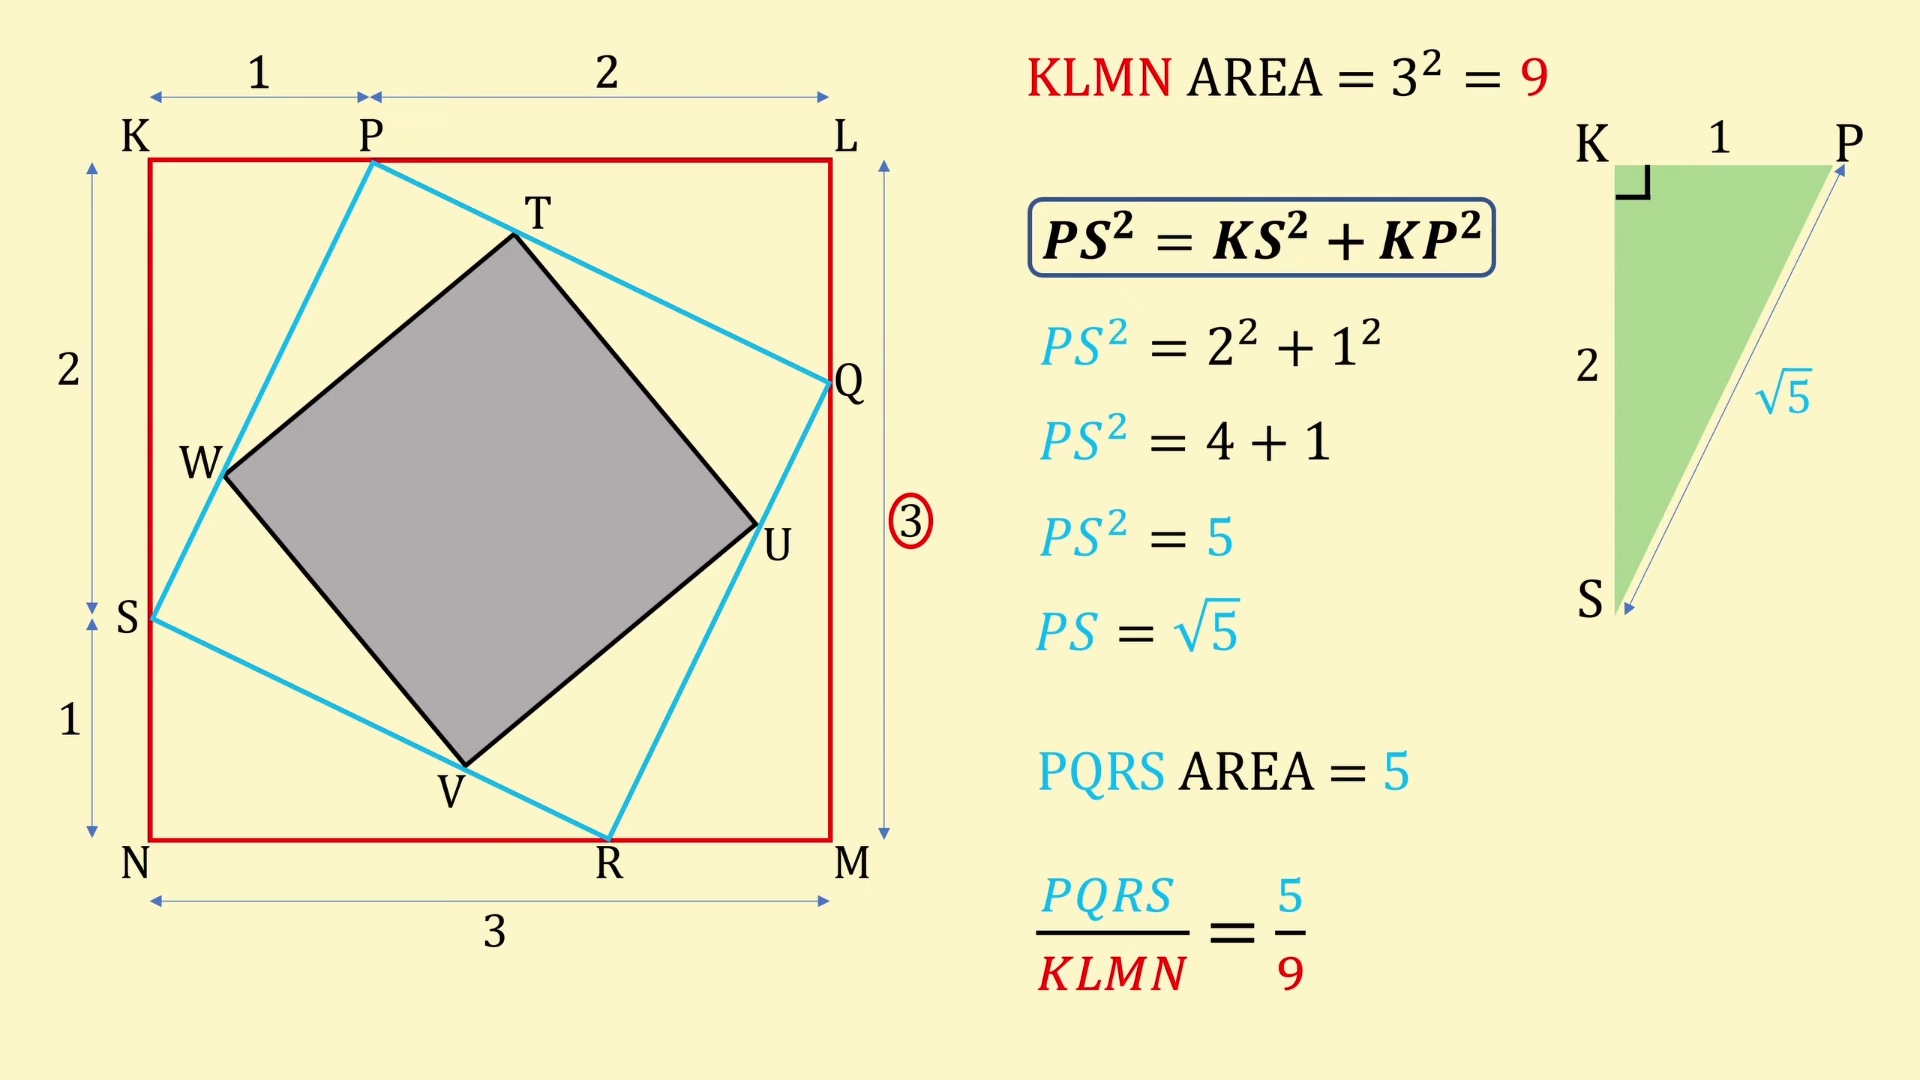 1 2
K P L
T
2
Q
W
3
U
S
1
V
N R M
3
KLMN AREA = 3² = 9
PS² = KS² + KP²
PS² = 2² + 1²
PS² = 4 + 1
PS² = 5
PS = √5
PQRS AREA = 5
PQRS/KLMN = 5/9
K 1 P
2
√5
S